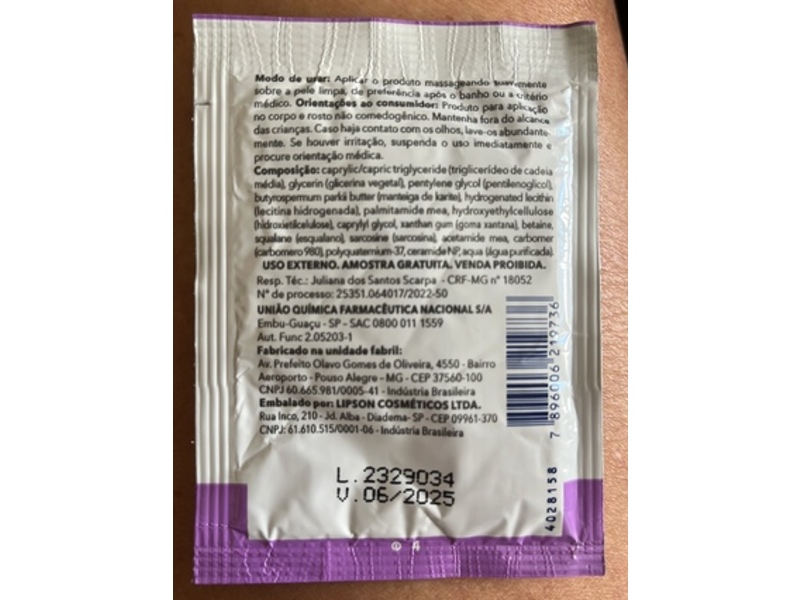 Modo de usar: Aplicar o produto massageando suavemente
sobre a pele limpa, de preferência após o banho ou a critério
médico. Orientações ao consumidor: Produto para aplicação
no corpo e rosto não comedogênico. Mantenha fora do alcance
das crianças. Caso haja contato com os olhos, lave-os abundante-
mente. Se houver irritação, suspenda o uso imediatamente e
procure orientação médica.
Composição: caprylic/capric triglyceride (triglicerídeo de cadeia
média), glycerin (glicerina vegetal), pentylene glycol (pentilenoglicol),
butyrospermum parkii butter (manteiga de karite), hydrogenated lecithin
(lecitina hidrogenada), palmitamide mea, hydroxyethylcellulose
(hidroxietilcelulose), caprylyl glycol, xanthan gum (goma xantana), betaine,
squalane (esqualano), sarcosine (sarcosina), acetamide mea, carbomer
(carbomero 980), polyquaternium-37, ceramide NP, aqua (água purificada).
USO EXTERNO. AMOSTRA GRATUITA. VENDA PROIBIDA.
Resp. Téc.: Juliana dos Santos Scarpa - CRF-MG n° 18052
N° de processo: 25351.064017/2022-50
UNIÃO QUÍMICA FARMACÊUTICA NACIONAL S/A
Embu-Guaçu - SP - SAC 0800 011 1559
Aut. Func 2.05203-1
Fabricado na unidade fabril:
Av. Prefeito Olavo Gomes de Oliveira, 4550 - Bairro
Aeroporto - Pouso Alegre - MG - CEP 37560-100
CNPJ 60.665.981/0005-41 - Indústria Brasileira
Embalado por: LIPSON COSMÉTICOS LTDA.
Rua Inco, 210 - Jd. Alba - Diadema- SP - CEP 09961-370
CNPJ: 61.610.515/0001-06 - Indústria Brasileira
7 896006 219736
4028158
L.2329034
V.06/2025